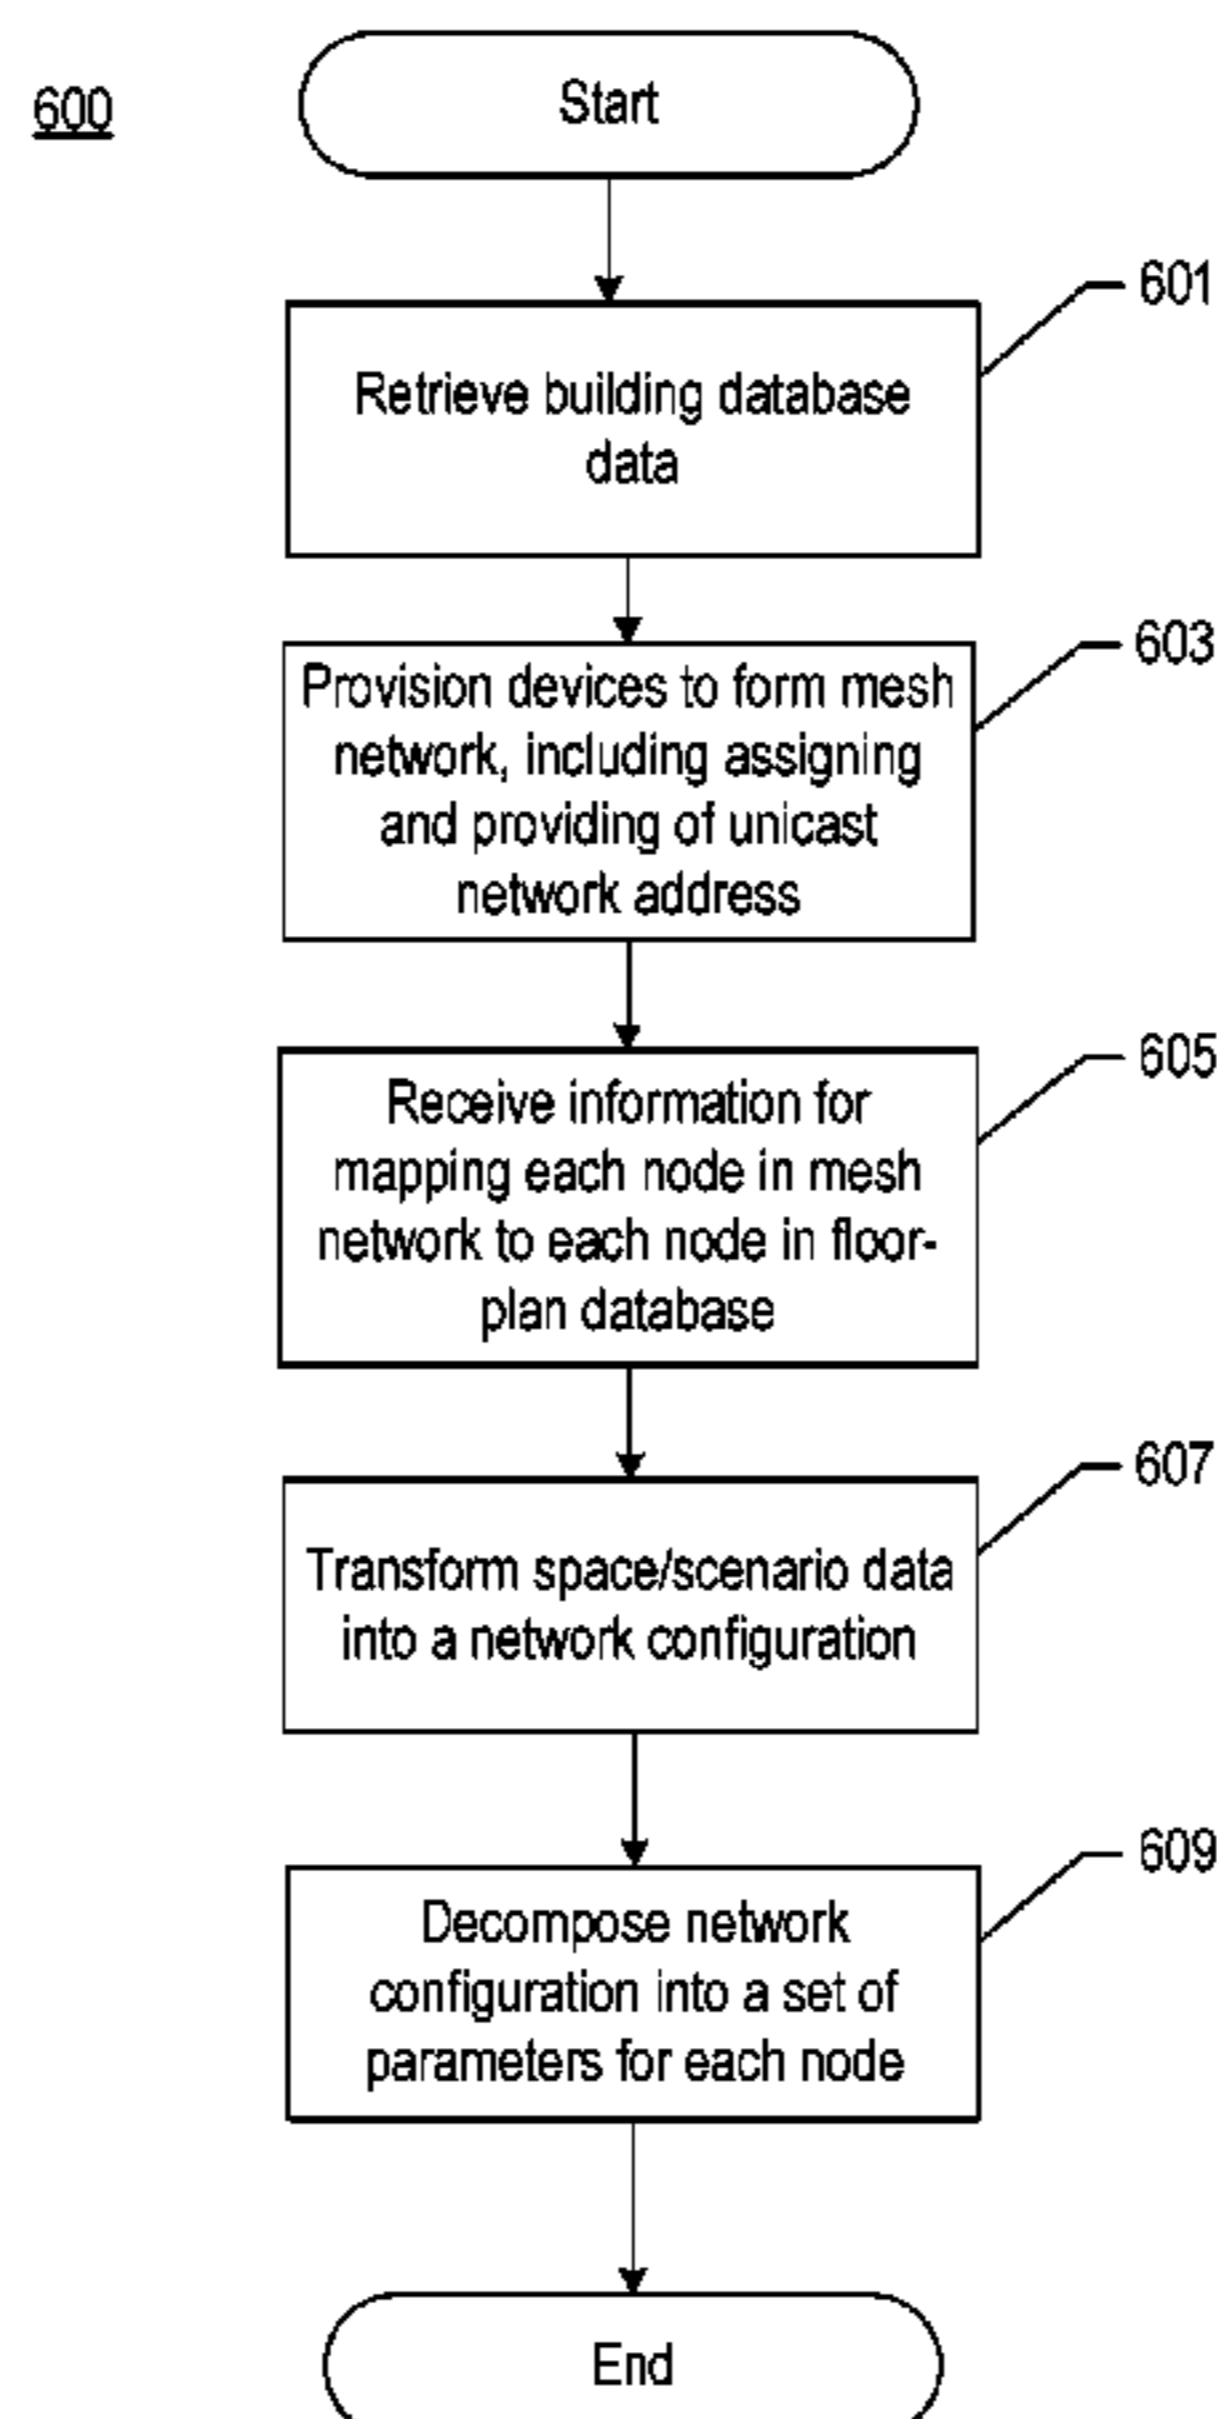 600
Start
601
Retrieve building database
data
603
Provision devices to form mesh
network, including assigning
and providing of unicast
network address
605
Receive information for
mapping each node in mesh
network to each node in floor-
plan database
607
Transform space/scenario data
into a network configuration
609
Decompose network
configuration into a set of
parameters for each node
End